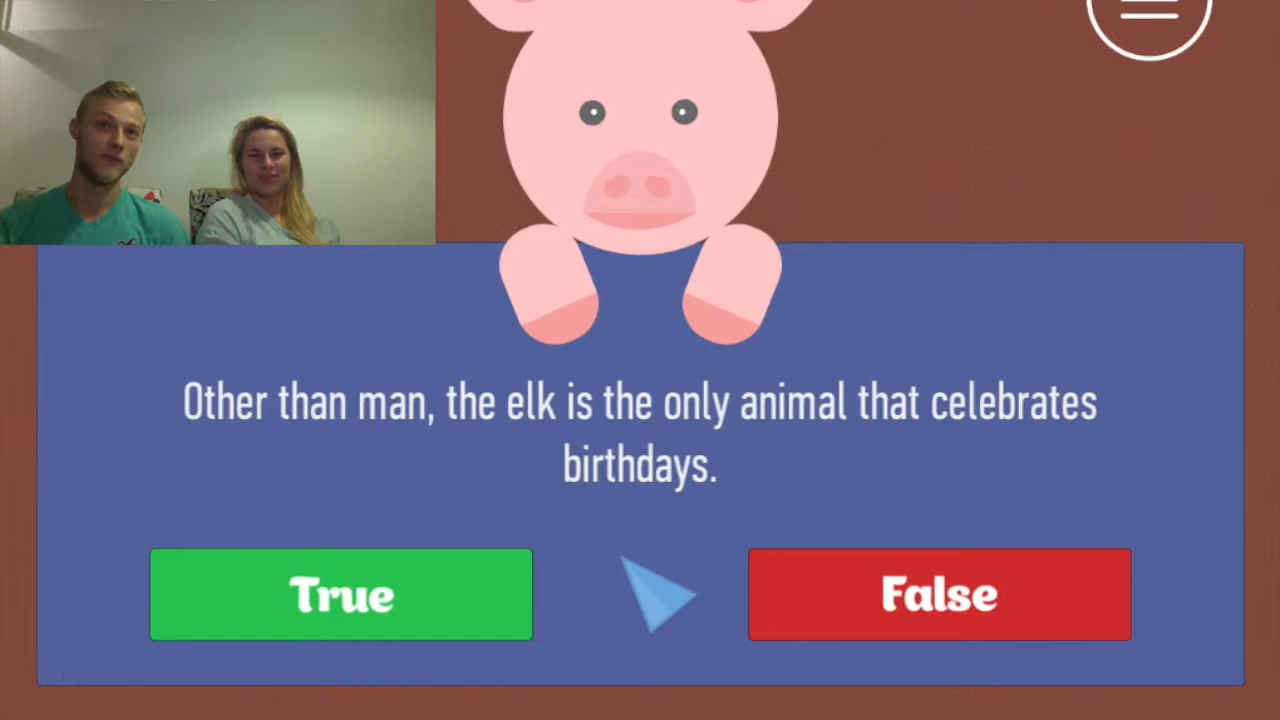 Other than man, the elk is the only animal that celebrates
birthdays.
True
False